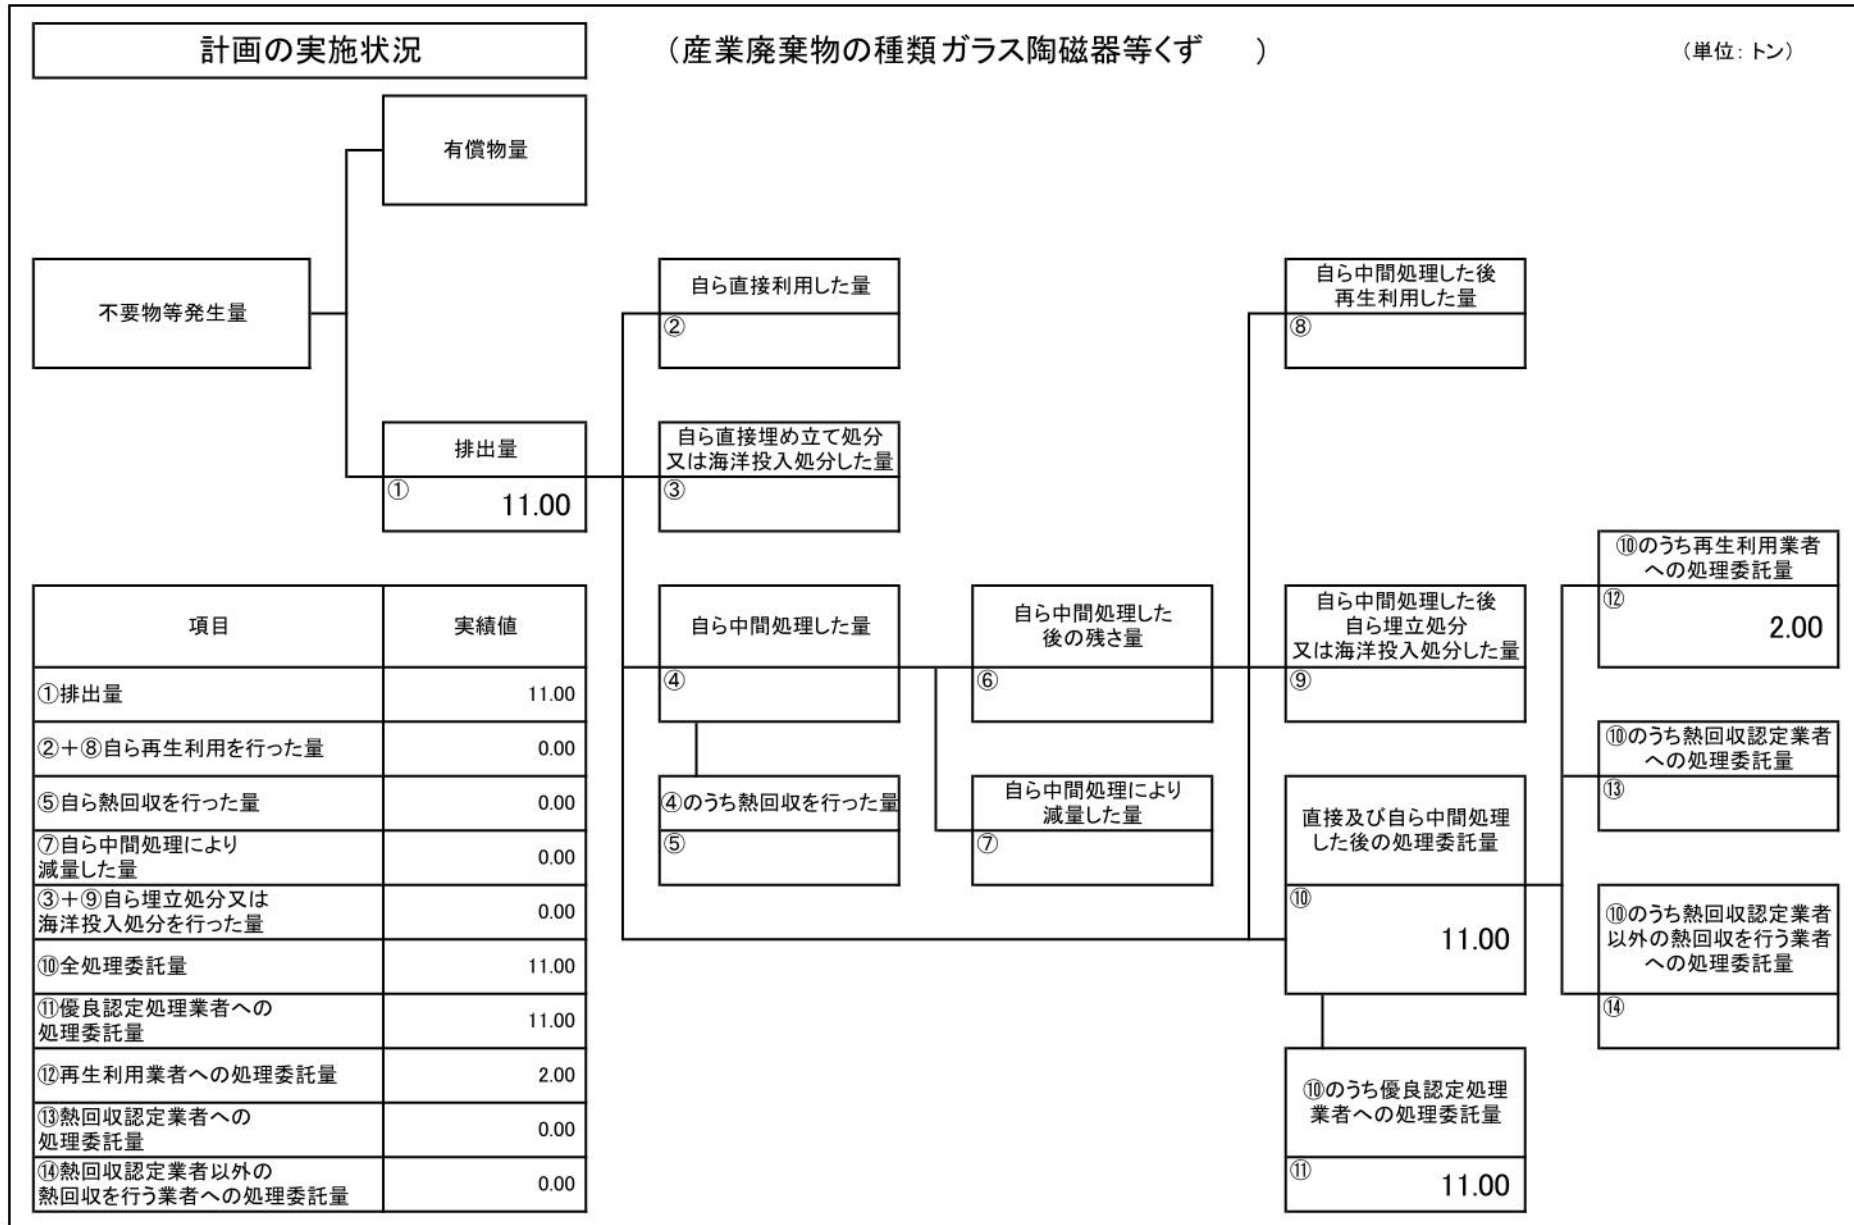 計画の実施状況
（産業廃棄物の種類 ガラス陶磁器等くず　　）
（単位：トン）
有償物量
不要物等発生量
自ら直接利用した量
②
自ら中間処理した後
再生利用した量
⑧
排出量
①
11.00
自ら直接埋め立て処分
又は海洋投入処分した量
③
⑩のうち再生利用業者
への処理委託量
⑫
2.00
自ら中間処理した量
④
自ら中間処理した
後の残さ量
⑥
自ら中間処理した後
自ら埋立処分
又は海洋投入処分した量
⑨
⑩のうち熱回収認定業者
への処理委託量
⑬
④のうち熱回収を行った量
⑤
自ら中間処理により
減量した量
⑦
直接及び自ら中間処理
した後の処理委託量
⑩
11.00
⑩のうち熱回収認定業者
以外の熱回収を行う業者
への処理委託量
⑭
⑩のうち優良認定処理
業者への処理委託量
⑪
11.00
項目 実績値
①排出量 11.00
②＋⑧自ら再生利用を行った量 0.00
⑤自ら熱回収を行った量 0.00
⑦自ら中間処理により
減量した量 0.00
③＋⑨自ら埋立処分又は
海洋投入処分を行った量 0.00
⑩全処理委託量 11.00
⑪優良認定処理業者への
処理委託量 11.00
⑫再生利用業者への処理委託量 2.00
⑬熱回収認定業者への
処理委託量 0.00
⑭熱回収認定業者以外の
熱回収を行う業者への処理委託量 0.00